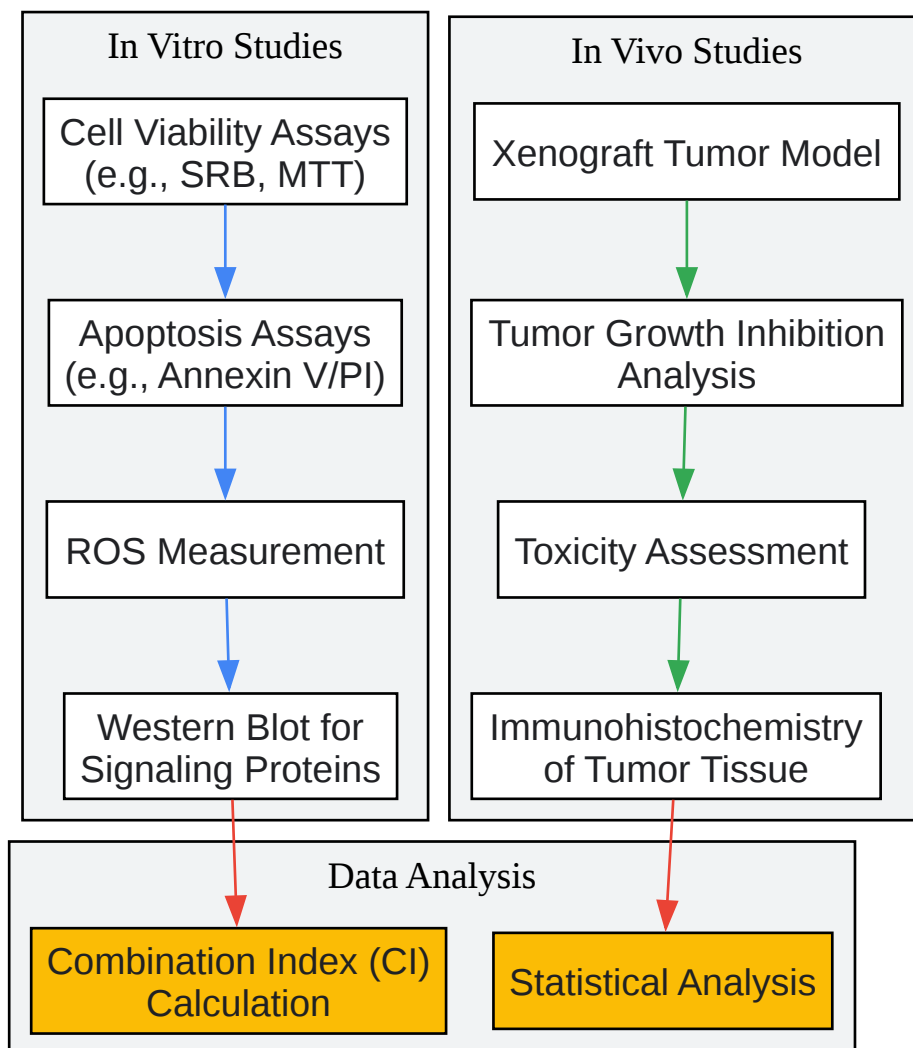 In Vitro Studies
Cell Viability Assays
(e.g., SRB, MTT)
Apoptosis Assays
(e.g., Annexin V/PI)
ROS Measurement
Western Blot for
Signaling Proteins
In Vivo Studies
Xenograft Tumor Model
Tumor Growth Inhibition
Analysis
Toxicity Assessment
Immunohistochemistry
of Tumor Tissue
Data Analysis
Combination Index (CI)
Calculation
Statistical Analysis